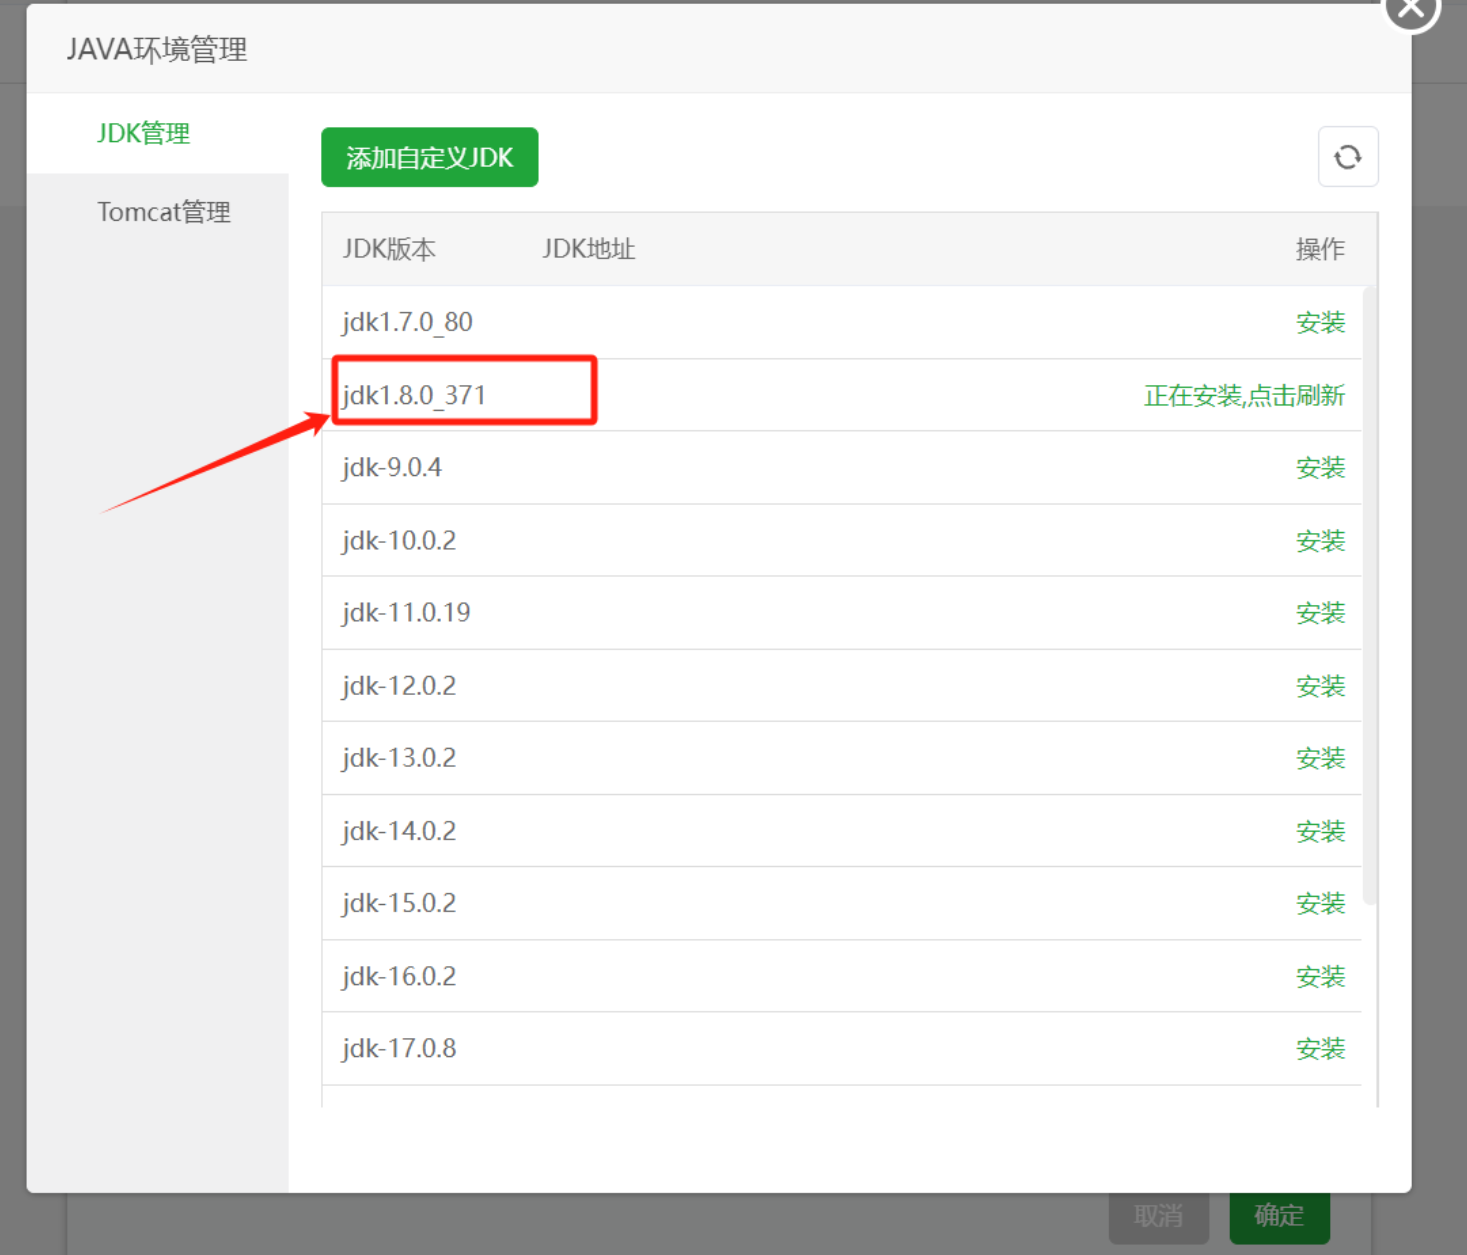 JAVA环境管理
JDK管理
Tomcat管理
添加自定义JDK
JDK版本 JDK地址 操作
jdk1.7.0_80 安装
jdk1.8.0_371 正在安装,点击刷新
jdk-9.0.4 安装
jdk-10.0.2 安装
jdk-11.0.19 安装
jdk-12.0.2 安装
jdk-13.0.2 安装
jdk-14.0.2 安装
jdk-15.0.2 安装
jdk-16.0.2 安装
jdk-17.0.8 安装
取消 确定